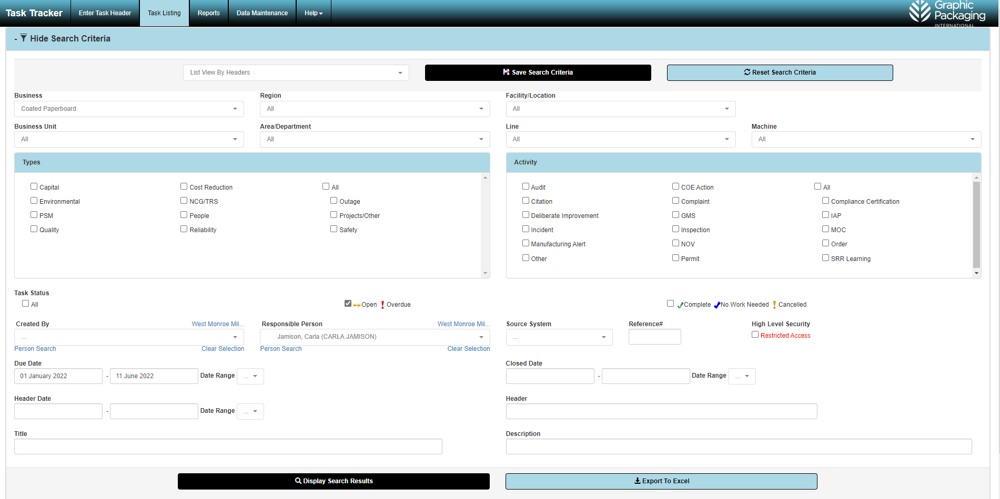 Task Tracker Enter Task Header Task Listing Reports Data Maintenance Help Graphic Packaging INTERNATIONAL
- Hide Search Criteria
List View By Headers Save Search Criteria Reset Search Criteria
Business Region Facility/Location
Coated Paperboard All All
Business Unit Area/Department Line Machine
All All All All
Types Activity
Capital Cost Reduction All Audit COE Action All
Environmental NCG/TRS Outage Citation Complaint Compliance Certification
PSM People Projects/Other Deliberate Improvement GMS IAP
Quality Reliability Safety Incident Inspection MOC
Manufacturing Alert NOV Order
Other Permit SRR Learning
Task Status
All Open Overdue Complete No Work Needed Cancelled
Created By West Monroe Mil... Responsible Person West Monroe Mil... Source System Reference# High Level Security
... Jamison, Carla (CARLA.JAMISON) ... Restricted Access
Person Search Clear Selection Person Search Clear Selection
Due Date Closed Date
01 January 2022 - 11 June 2022 Date Range ... - Date Range ...
Header Date Header
- Date Range ...
Title Description
Display Search Results Export To Excel